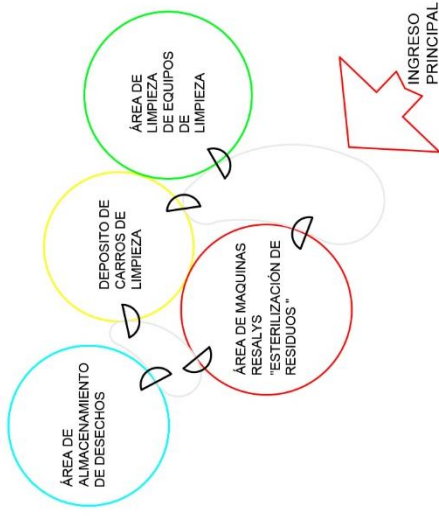 ÁREA DE
LIMPIEZA
DE EQUIPOS
DE
LIMPIEZA
DEPOSITO DE
CARROS DE
LIMPIEZA
ÁREA DE
ALMACENAMIENTO
DE DESECHOS
ÁREA DE MAQUINAS
RESALYS
"ESTERILIZACIÓN DE
RESIDUOS "
INGRESO
PRINCIPAL